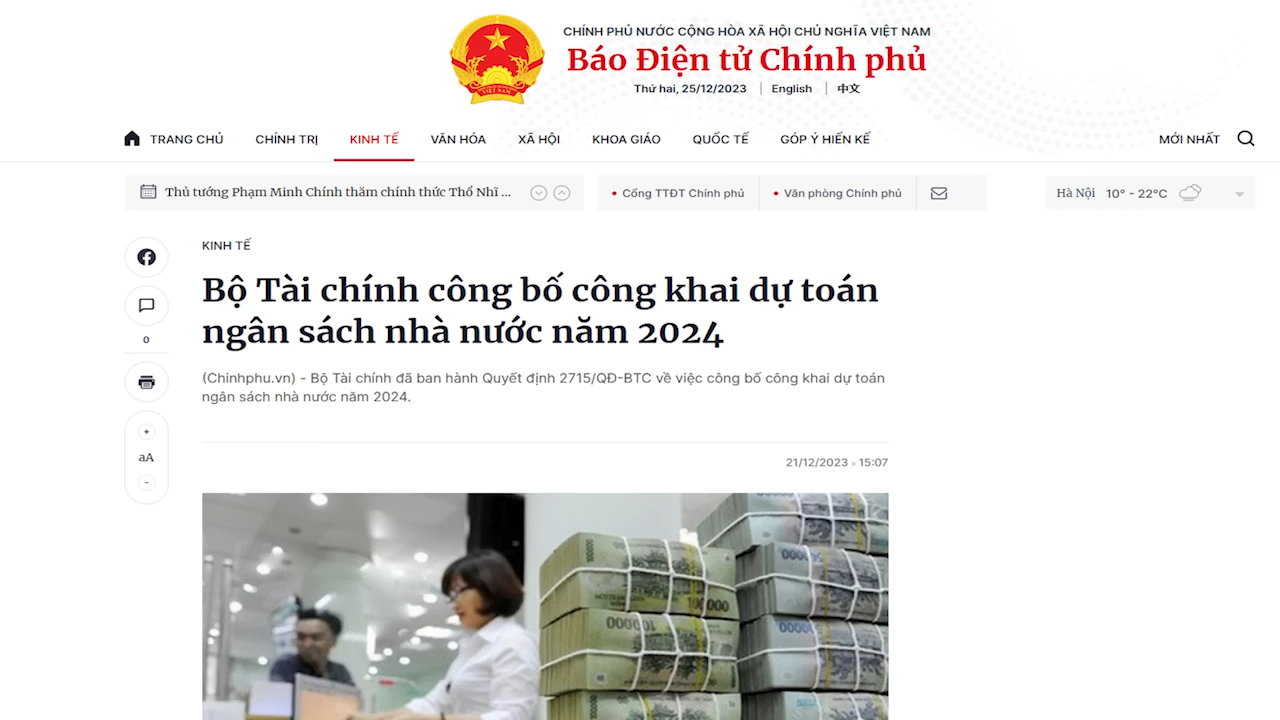 CHÍNH PHỦ NƯỚC CỘNG HÒA XÃ HỘI CHỦ NGHĨA VIỆT NAM
Báo Điện tử Chính phủ
Thứ hai, 25/12/2023 English 中文
VIỆT NAM
TRANG CHỦ CHÍNH TRỊ KINH TẾ VĂN HÓA XÃ HỘI KHOA GIÁO QUỐC TẾ GÓP Ý HIẾN KẾ MỚI NHẤT
Thủ tướng Phạm Minh Chính thăm chính thức Thổ Nhĩ ... Cổng TTĐT Chính phủ Văn phòng Chính phủ Hà Nội 10° - 22°C
KINH TẾ
Bộ Tài chính công bố công khai dự toán
ngân sách nhà nước năm 2024
0
(Chinhphu.vn) - Bộ Tài chính đã ban hành Quyết định 2715/QĐ-BTC về việc công bố công khai dự toán
ngân sách nhà nước năm 2024.
+
aA
-
21/12/2023 15:07
100000